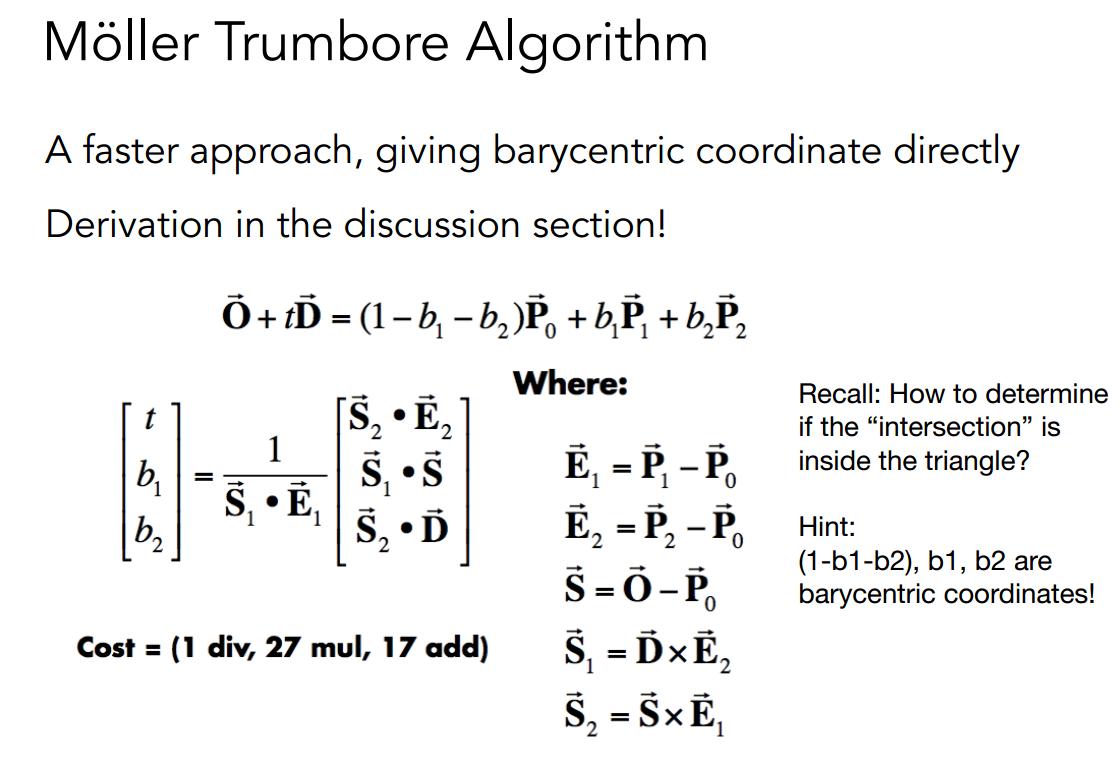 Möller Trumbore Algorithm
A faster approach, giving barycentric coordinate directly
Derivation in the discussion section!
$\vec{\mathbf{O}} + t\vec{\mathbf{D}} = (1 - b_1 - b_2)\vec{\mathbf{P}}_0 + b_1\vec{\mathbf{P}}_1 + b_2\vec{\mathbf{P}}_2$
$\begin{bmatrix} t \\ b_1 \\ b_2 \end{bmatrix} = \frac{1}{\vec{\mathbf{S}}_1 \bullet \vec{\mathbf{E}}_1} \begin{bmatrix} \vec{\mathbf{S}}_2 \bullet \vec{\mathbf{E}}_2 \\ \vec{\mathbf{S}}_1 \bullet \vec{\mathbf{S}} \\ \vec{\mathbf{S}}_2 \bullet \vec{\mathbf{D}} \end{bmatrix}$
Cost = (1 div, 27 mul, 17 add)
Where:
$\vec{\mathbf{E}}_1 = \vec{\mathbf{P}}_1 - \vec{\mathbf{P}}_0$
$\vec{\mathbf{E}}_2 = \vec{\mathbf{P}}_2 - \vec{\mathbf{P}}_0$
$\vec{\mathbf{S}} = \vec{\mathbf{O}} - \vec{\mathbf{P}}_0$
$\vec{\mathbf{S}}_1 = \vec{\mathbf{D}} \times \vec{\mathbf{E}}_2$
$\vec{\mathbf{S}}_2 = \vec{\mathbf{S}} \times \vec{\mathbf{E}}_1$
Recall: How to determine
if the “intersection” is
inside the triangle?
Hint:
(1-b1-b2), b1, b2 are
barycentric coordinates!